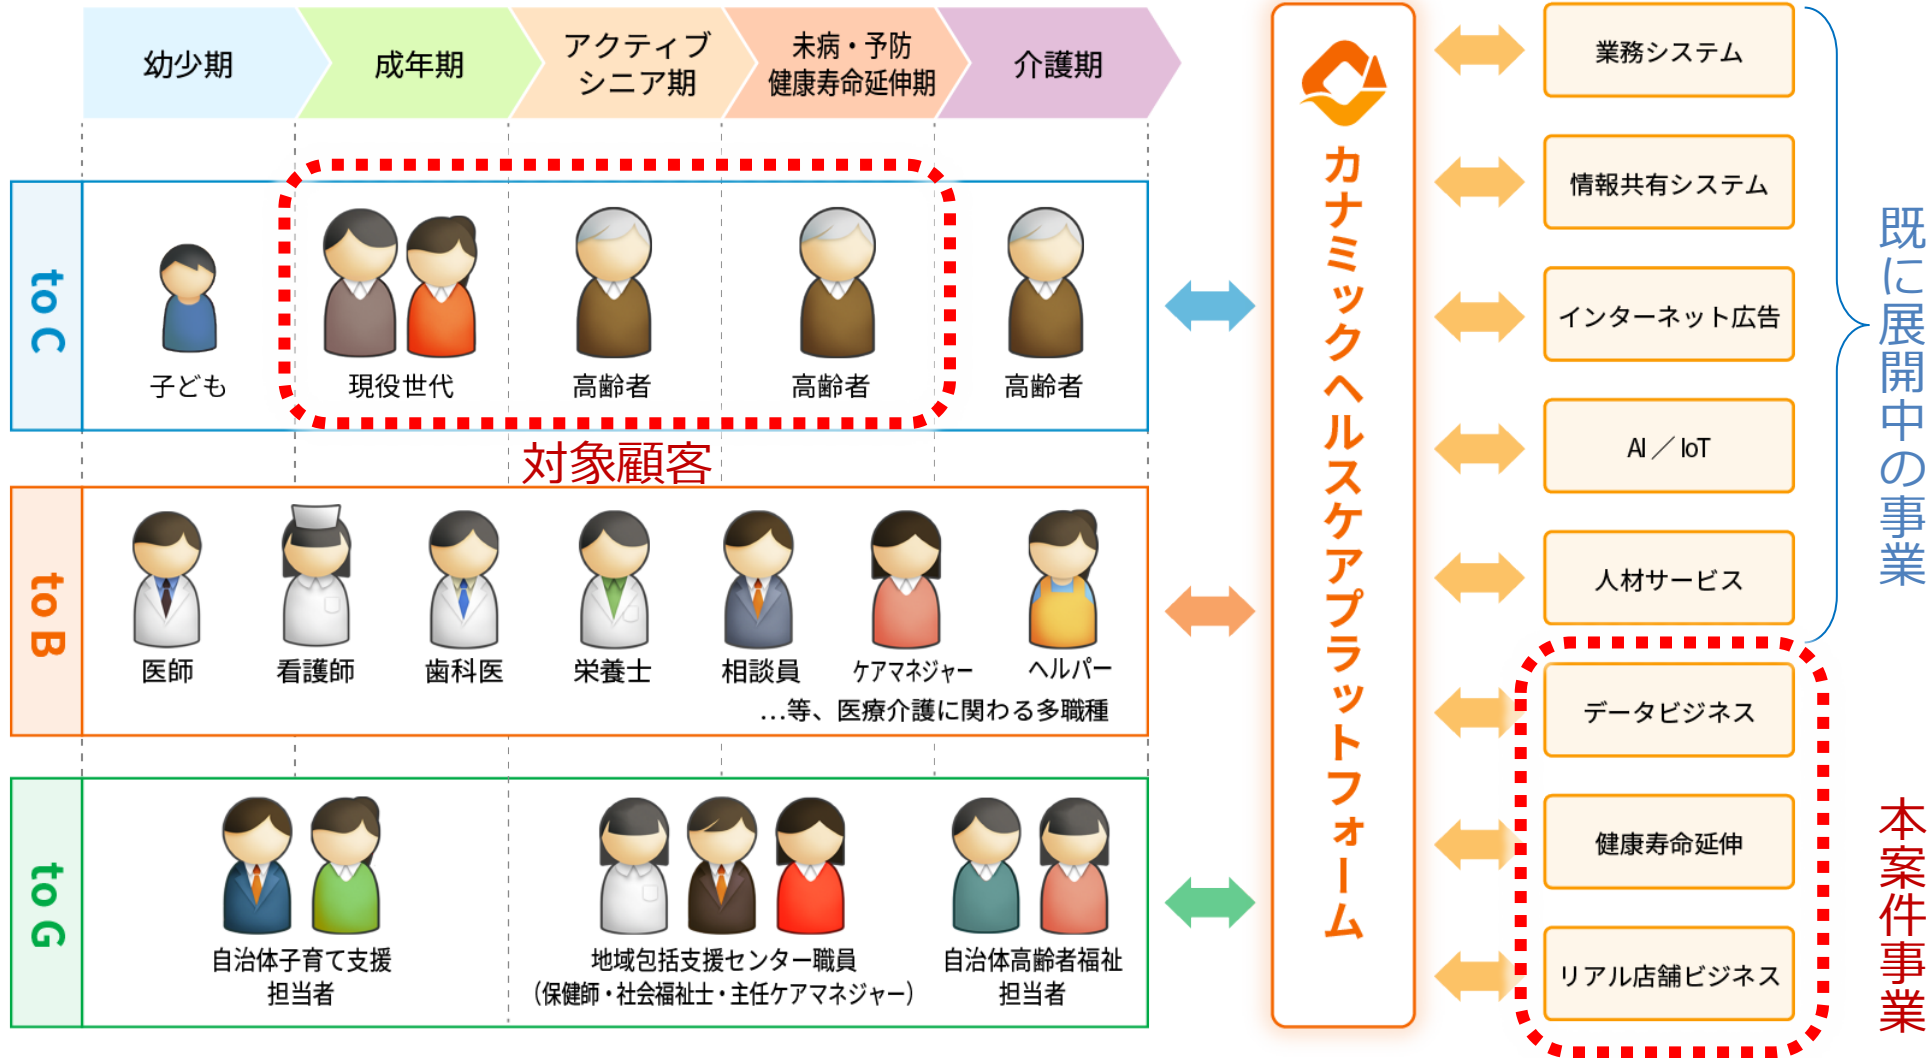 幼少期
成年期
アクティブ
シニア期
未病・予防
健康寿命延伸期
介護期
to C
子ども
現役世代
高齢者
高齢者
高齢者
対象顧客
to B
医師
看護師
歯科医
栄養士
相談員
ケアマネジャー
ヘルパー
…等、医療介護に関わる多職種
to G
自治体子育て支援
担当者
地域包括支援センター職員
（保健師・社会福祉士・主任ケアマネジャー）
自治体高齢者福祉
担当者
カナミックヘルスケアプラットフォーム
業務システム
情報共有システム
インターネット広告
AI／IoT
人材サービス
データビジネス
健康寿命延伸
リアル店舗ビジネス
既に展開中の事業
本案件事業